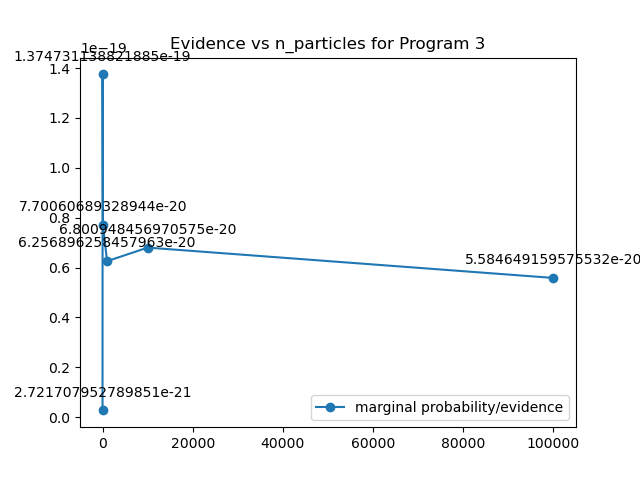 Evidence vs n_particles for Program 3
1e−19
1.374731138821885e-19
7.70060689328944e-20
6.800948456970575e-20
6.256896258457963e-20
5.584649159575532e-20
2.721707952789851e-21
1.4
1.2
1.0
0.8
0.6
0.4
0.2
0.0
marginal probability/evidence
0 20000 40000 60000 80000 100000